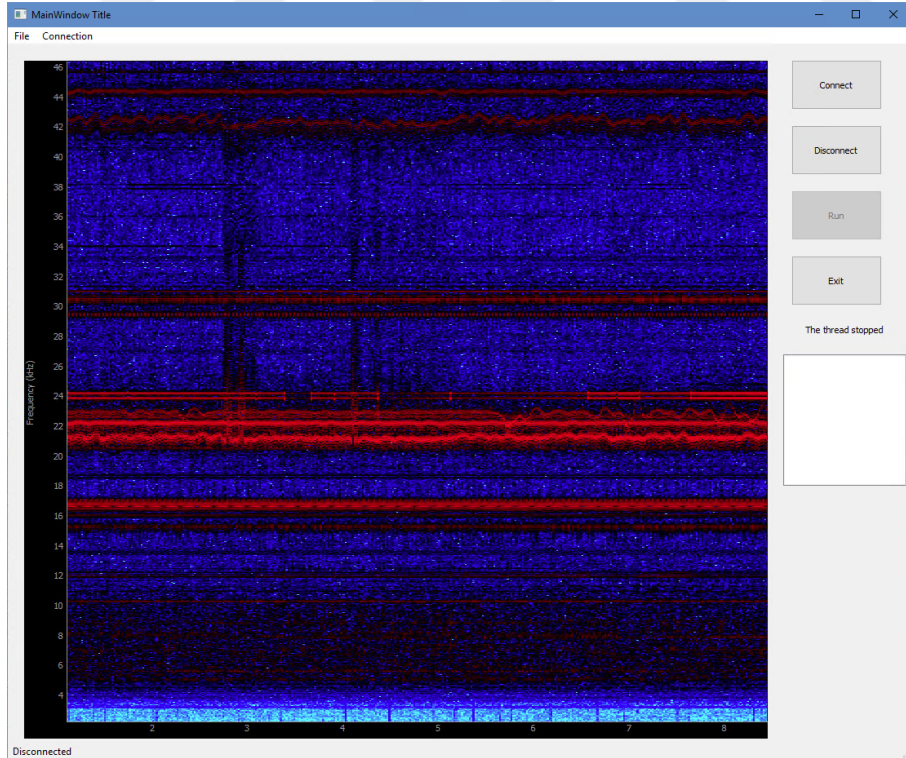 MainWindow Title
File Connection
46
44
42
40
38
36
34
32
30
28
26
24
22
20
18
16
14
12
10
8
6
4
Frequency (kHz)
2 3 4 5 6 7 8
Connect
Disconnect
Run
Exit
The thread stopped
Disconnected